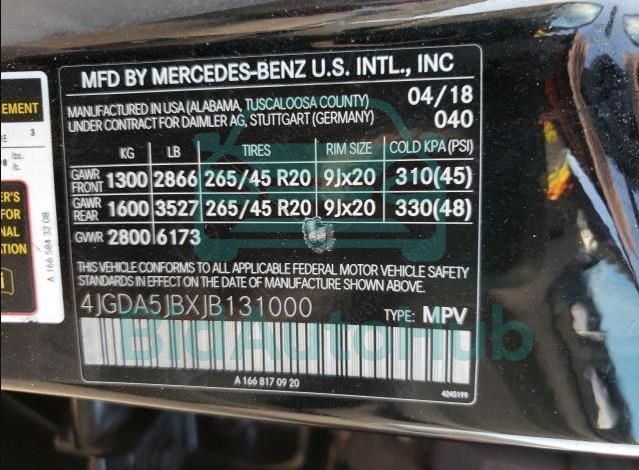 MFD BY MERCEDES-BENZ U.S. INTL., INC
MANUFACTURED IN USA (ALABAMA, TUSCALOOSA COUNTY) 04/18
UNDER CONTRACT FOR DAIMLER AG, STUTTGART (GERMANY) 040
KG LB TIRES RIM SIZE COLD KPA (PSI)
GAWR FRONT 1300 2866 265/45 R20 9Jx20 310(45)
GAWR REAR 1600 3527 265/45 R20 9Jx20 330(48)
GVWR 2800 6173
THIS VEHICLE CONFORMS TO ALL APPLICABLE FEDERAL MOTOR VEHICLE SAFETY
STANDARDS IN EFFECT ON THE DATE OF MANUFACTURE SHOWN ABOVE.
4JGDA5JBXJB131000 TYPE: MPV
BidAutoHub
A 166 817 09 20
4245199
EMENT
3
lbs.
ER'S
FOR
NAL
ATION
A 166 584 32 08